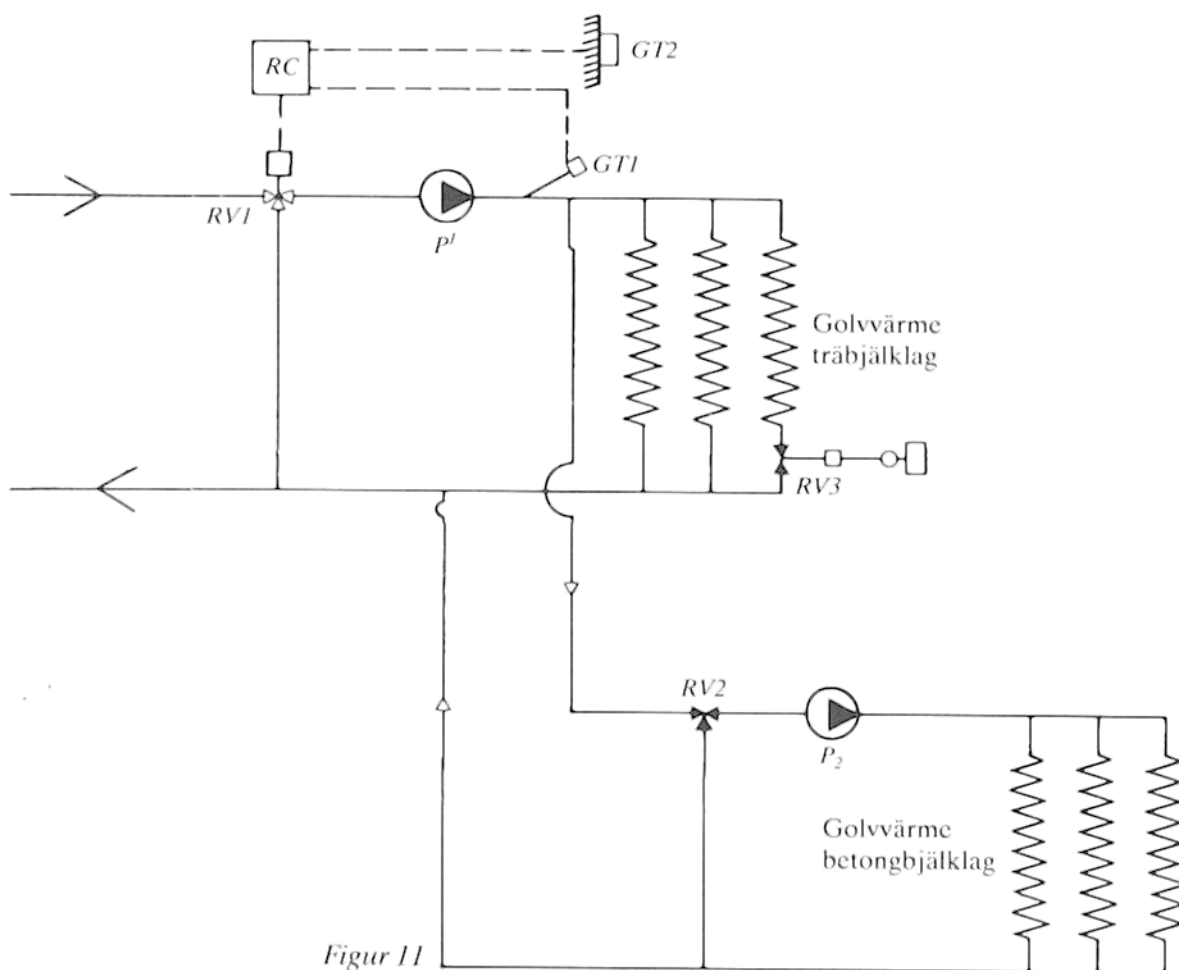 RC
GT2
GT1
RV1
P1
Golvvärme
träbjälklag
RV3
RV2
P2
Golvvärme
betongbjälklag
Figur 11